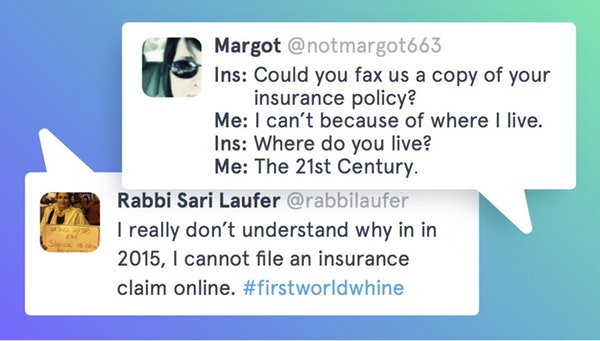 Margot @notmargot663
Ins: Could you fax us a copy of your
insurance policy?
Me: I can't because of where I live.
Ins: Where do you live?
Me: The 21st Century.
Rabbi Sari Laufer @rabbilaufer
I really don't understand why in in
2015, I cannot file an insurance
claim online. #firstworldwhine